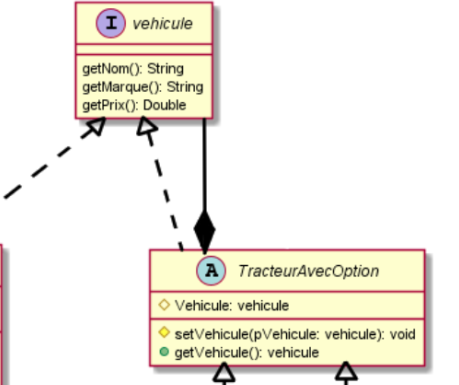 I vehicule
getNom(): String
getMarque(): String
getPrix(): Double
A TracteurAvecOption
Vehicule: vehicule
setVehicule(pVehicule: vehicule): void
getVehicule(): vehicule